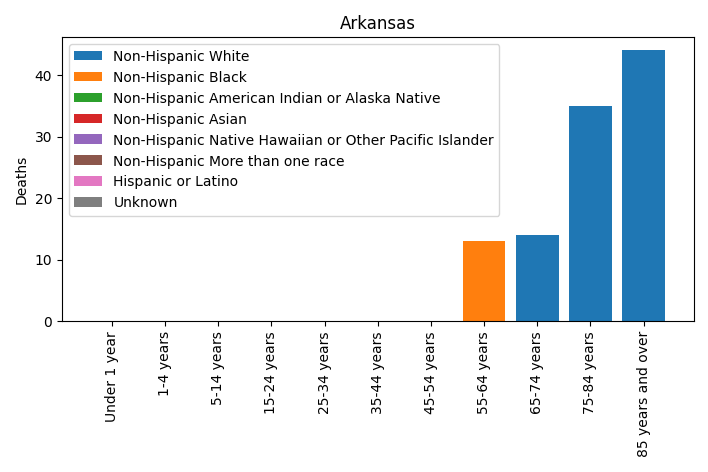 Arkansas
Non-Hispanic White
Non-Hispanic Black
Non-Hispanic American Indian or Alaska Native
Non-Hispanic Asian
Non-Hispanic Native Hawaiian or Other Pacific Islander
Non-Hispanic More than one race
Hispanic or Latino
Unknown
Deaths
40
30
20
10
0
Under 1 year
1-4 years
5-14 years
15-24 years
25-34 years
35-44 years
45-54 years
55-64 years
65-74 years
75-84 years
85 years and over